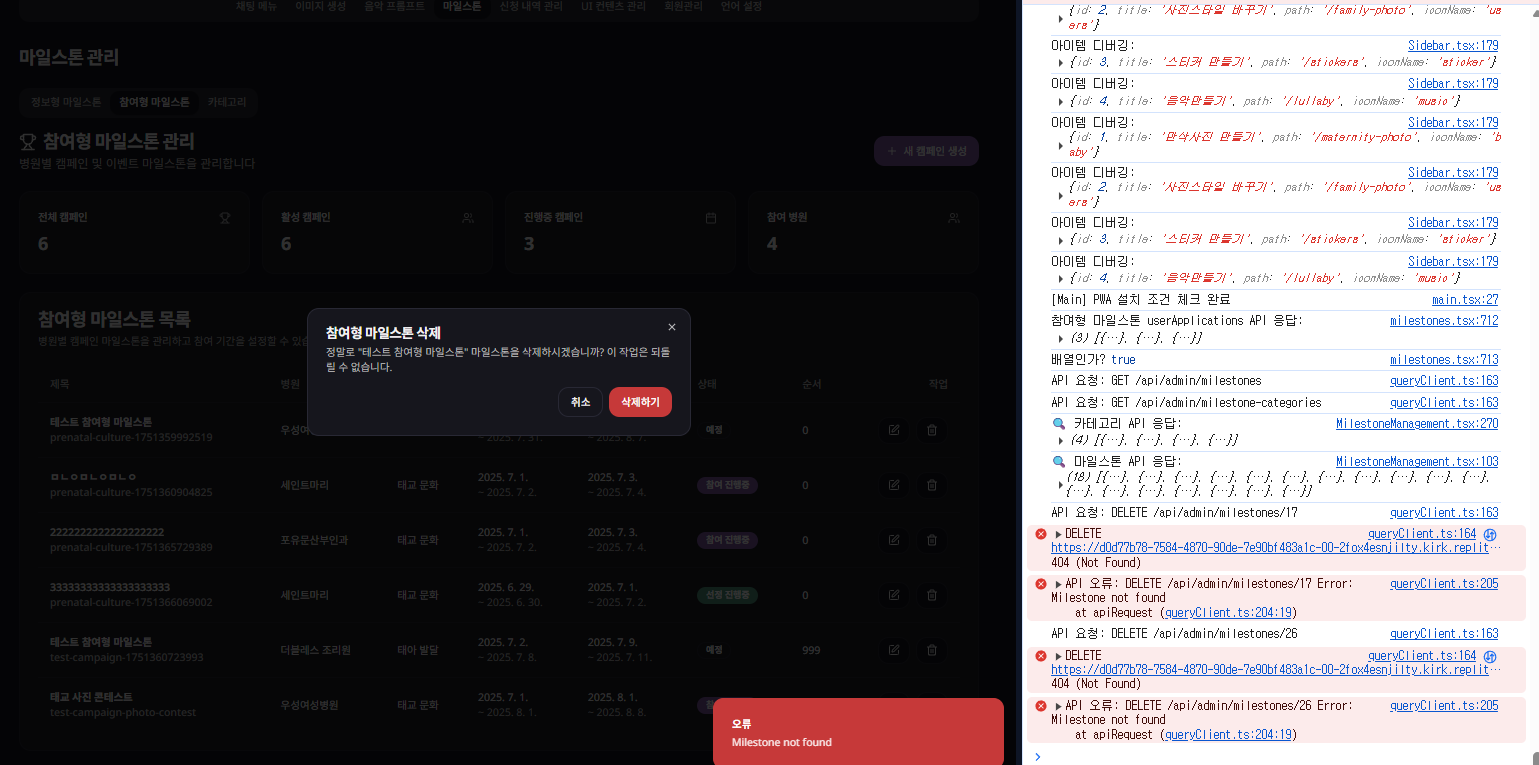 채팅 메뉴 이미지 생성 음악 프롬프트 마일스톤 신청 내역 관리 UI 컨텐츠 관리 회원관리 언어 설정
마일스톤 관리
정보형 마일스톤 참여형 마일스톤 카테고리
참여형 마일스톤 관리
병원별 캠페인 및 이벤트 마일스톤을 관리합니다
+ 새 캠페인 생성
전체 캠페인
6
활성 캠페인
6
진행중 캠페인
3
참여 병원
4
참여형 마일스톤 목록
병원별 캠페인 마일스톤을 관리하고 참여 기간을 설정할 수 있습
제목 병원 상태 순서 작업
테스트 참여형 마일스톤
prenatal-culture-1751359992519
우성여
~ 2025. 7. 31. ~ 2025. 8. 7.
예정 0
ㅁㄴㅇㅁㄴㅇㅁㄴㅇ
prenatal-culture-1751360904825
세인트마리 태교 문화
2025. 7. 1. 2025. 7. 3.
~ 2025. 7. 2. ~ 2025. 7. 4.
참여 진행중 0
2222222222222222222
prenatal-culture-1751365729389
포유문산부인과 태교 문화
2025. 7. 1. 2025. 7. 3.
~ 2025. 7. 2. ~ 2025. 7. 4.
참여 진행중 0
33333333333333333333
prenatal-culture-1751366069002
세인트마리 태교 문화
2025. 6. 29. 2025. 7. 1.
~ 2025. 6. 30. ~ 2025. 7. 2.
신청 진행중 0
테스트 참여형 마일스톤
test-campaign-1751360723993
더블레스 조리원 태아 발달
2025. 7. 2. 2025. 7. 9.
~ 2025. 7. 8. ~ 2025. 7. 11.
예정 999
태교 사진 콘테스트
test-campaign-photo-contest
우성여성병원 태교 문화
2025. 7. 1. 2025. 8. 1.
~ 2025. 8. 1. ~ 2025. 8. 8.
참여형 마일스톤 삭제
정말로 "테스트 참여형 마일스톤" 마일스톤을 삭제하시겠습니까? 이 작업은 되돌
릴 수 없습니다.
취소 삭제하기
오류
Milestone not found
{id: 2, title: '사진스타일 바꾸기', path: '/family-photo', iconName: 'us
ers'}
아이템 디버깅: Sidebar.tsx:179
{id: 3, title: '스티커 만들기', path: '/stickers', iconName: 'sticker'}
아이템 디버깅: Sidebar.tsx:179
{id: 4, title: '음악만들기', path: '/lullaby', iconName: 'music'}
아이템 디버깅: Sidebar.tsx:179
{id: 1, title: '만삭사진 만들기', path: '/maternity-photo', iconName: 'b
aby'}
아이템 디버깅: Sidebar.tsx:179
{id: 2, title: '사진스타일 바꾸기', path: '/family-photo', iconName: 'us
ers'}
아이템 디버깅: Sidebar.tsx:179
{id: 3, title: '스티커 만들기', path: '/stickers', iconName: 'sticker'}
아이템 디버깅: Sidebar.tsx:179
{id: 4, title: '음악만들기', path: '/lullaby', iconName: 'music'}
[Main] PWA 설치 조건 체크 완료 main.tsx:27
참여형 마일스톤 userApplications API 응답: milestones.ts:712
(3) [{…}, {…}, {…}]
배열인가? true milestones.ts:713
API 요청: GET /api/admin/milestones queryClient.ts:163
API 요청: GET /api/admin/milestone-categories queryClient.ts:163
🔍 카테고리 API 응답: MilestoneManagement.tsx:270
(4) [{…}, {…}, {…}, {…}]
🔍 마일스톤 API 응답: MilestoneManagement.tsx:103
(18) [{…}, {…}, {…}, {…}, {…}, {…}, {…}, {…}, {…}, {…}, {…},
{…}, {…}, {…}, {…}, {…}, {…}, {…}]
API 요청: DELETE /api/admin/milestones/17 queryClient.ts:163
DELETE queryClient.ts:164
https://d0d77b78-7584-4870-90de-7e90bf483a1c-00-2fox4esnjilty.kirk.replit…
404 (Not Found)
API 오류: DELETE /api/admin/milestones/17 Error: queryClient.ts:205
Milestone not found
at apiRequest (queryClient.ts:204:19)
API 요청: DELETE /api/admin/milestones/26 queryClient.ts:163
DELETE queryClient.ts:164
https://d0d77b78-7584-4870-90de-7e90bf483a1c-00-2fox4esnjilty.kirk.replit…
404 (Not Found)
API 오류: DELETE /api/admin/milestones/26 Error: queryClient.ts:205
Milestone not found
at apiRequest (queryClient.ts:204:19)